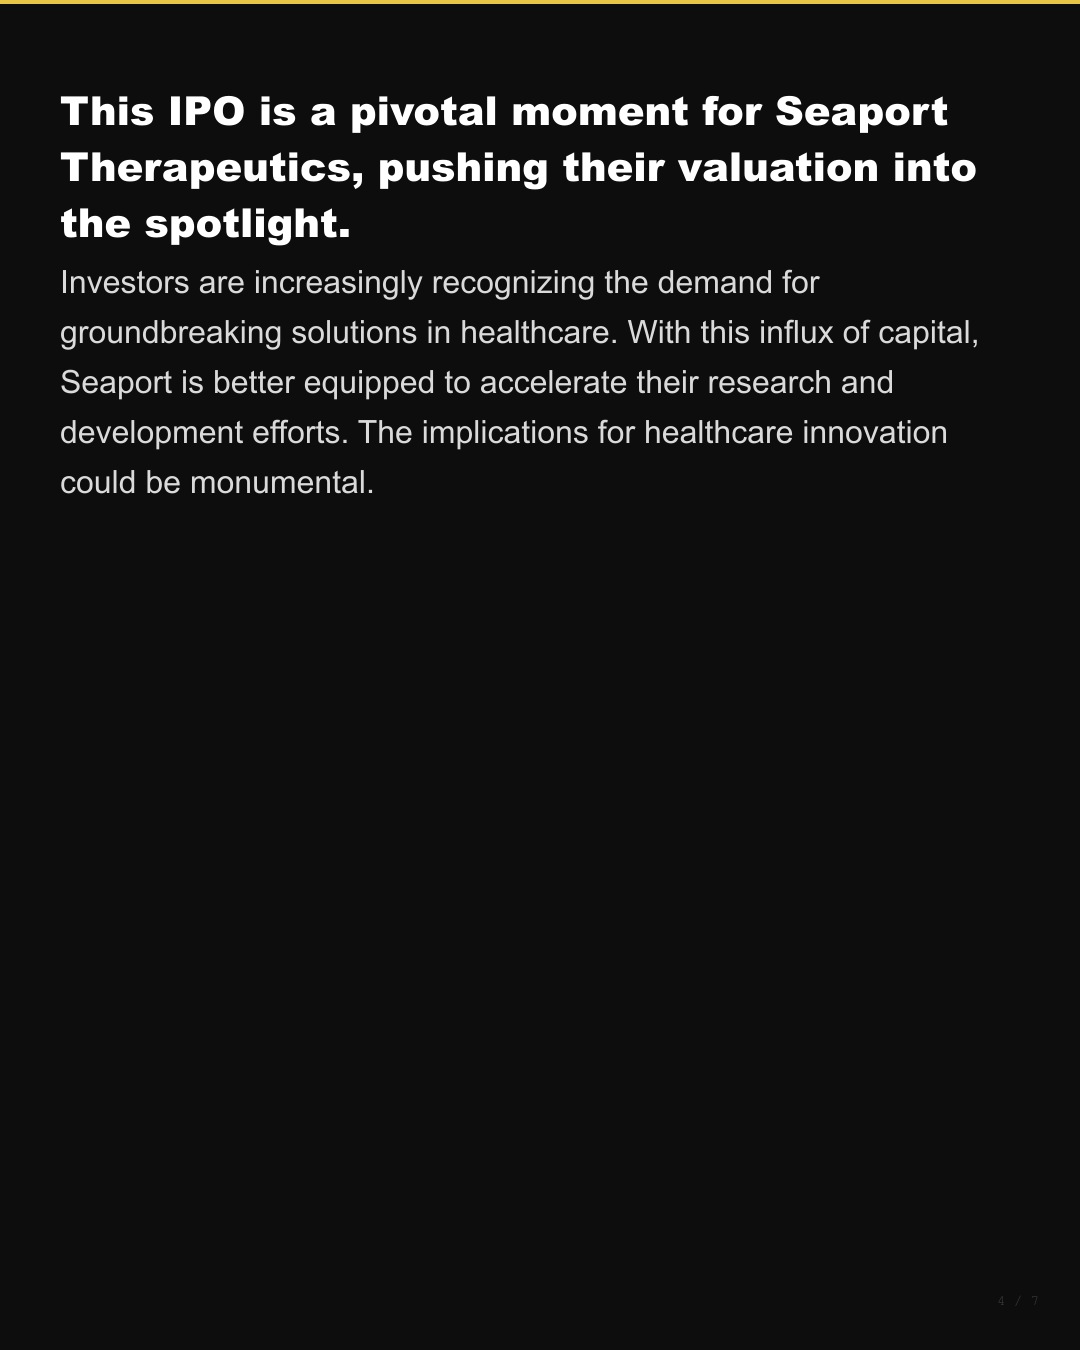 This IPO is a pivotal moment for Seaport
Therapeutics, pushing their valuation into
the spotlight.
Investors are increasingly recognizing the demand for
groundbreaking solutions in healthcare. With this influx of capital,
Seaport is better equipped to accelerate their research and
development efforts. The implications for healthcare innovation
could be monumental.
4 / 7